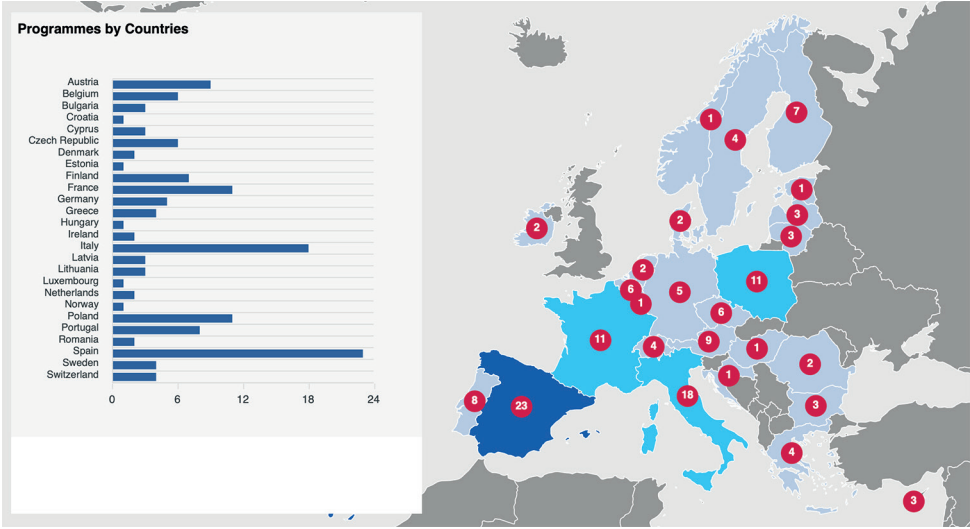 Programmes by Countries
Austria
Belgium
Bulgaria
Croatia
Cyprus
Czech Republic
Denmark
Estonia
Finland
France
Germany
Greece
Hungary
Ireland
Italy
Latvia
Lithuania
Luxembourg
Netherlands
Norway
Poland
Portugal
Romania
Spain
Sweden
Switzerland
0 6 12 18 24
7
1
4
1
3
2
2
3
2
11
6
5
1
6
11
9
4
1
2
1
18
8
23
3
4
3